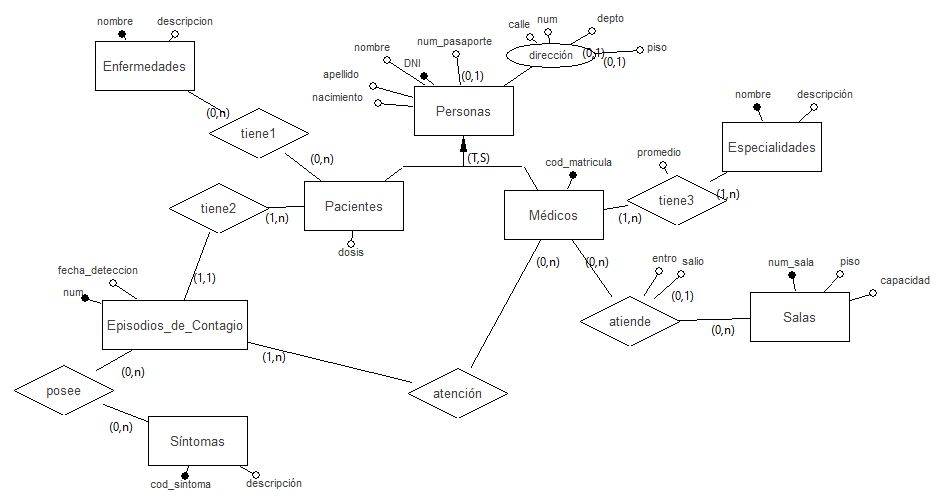 nombre
descripcion
Enfermedades
(0,n)
tiene1
(0,n)
calle
num
depto
piso
dirección
(0,1)
(0,1)
nombre
num_pasaporte
DNI
(0,1)
apellido
nacimiento
Personas
(T,S)
nombre
descripción
Especialidades
promedio
tiene3
(1,n)
(1,n)
cod_matricula
Médicos
Pacientes
dosis
tiene2
(1,n)
(1,1)
(0,n)
(0,n)
fecha_deteccion
num
Episodios_de_Contagio
(1,n)
atención
entro
salio
(0,1)
atiende
(0,n)
num_sala
piso
capacidad
Salas
(0,n)
posee
(0,n)
Síntomas
cod_sintoma
descripción